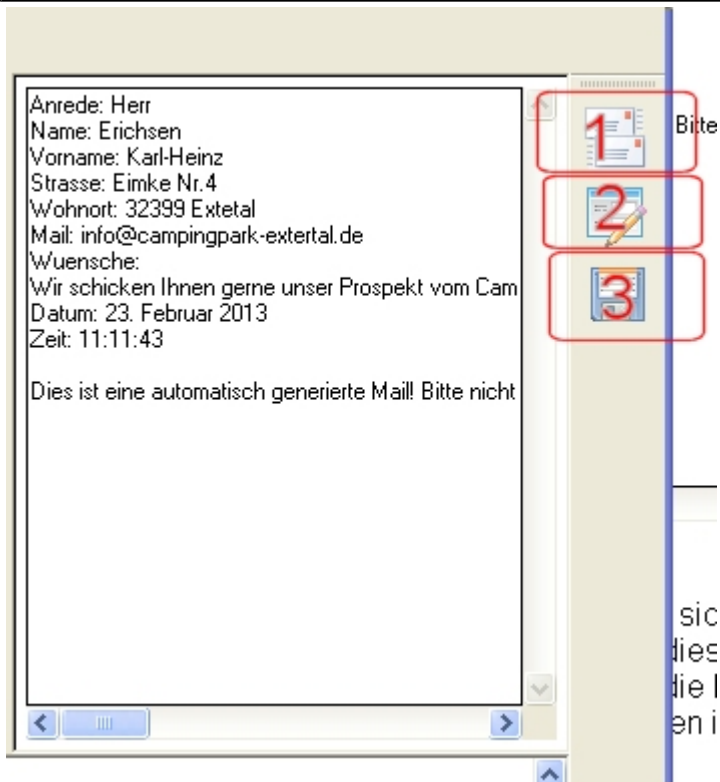 Anrede: Herr
Name: Erichsen
Vorname: Karl-Heinz
Strasse: Eimke Nr.4
Wohnort: 32399 Extetal
Mail: info@campingpark-extertal.de
Wuensche:
Wir schicken Ihnen gerne unser Prospekt vom Cam
Datum: 23. Februar 2013
Zeit: 11:11:43
Dies ist eine automatisch generierte Mail! Bitte nicht
1
2
3
Bitte
sic
dies
die
en i